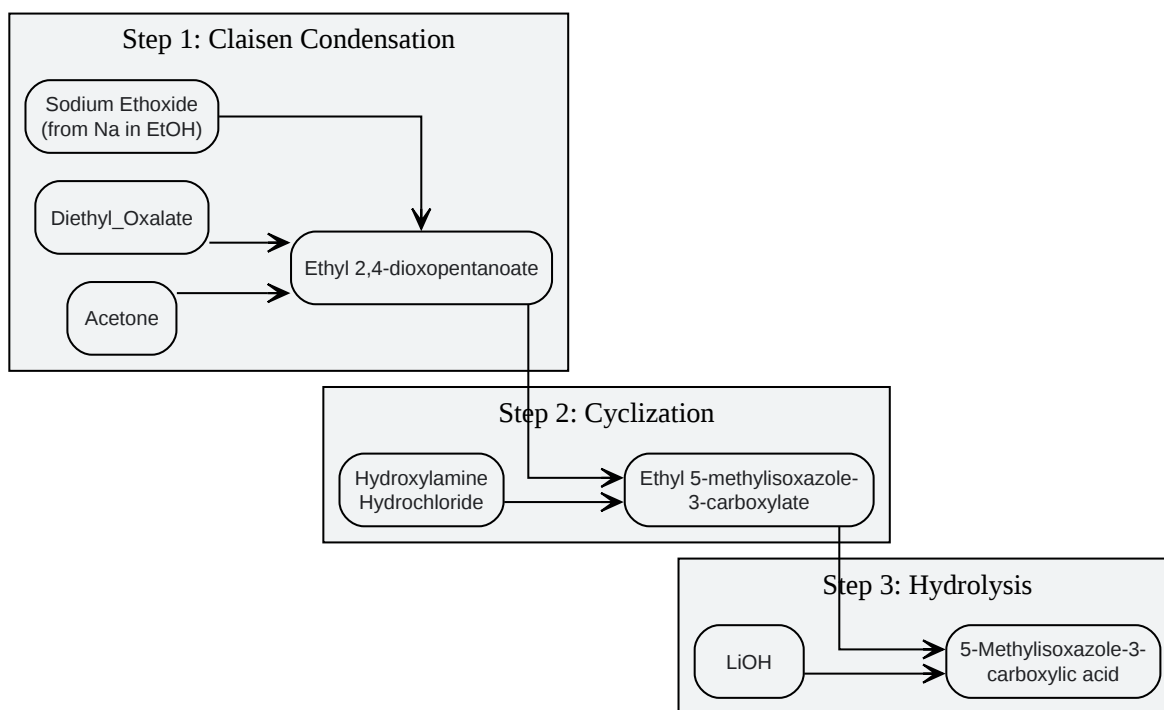 Step 1: Claisen Condensation
Sodium Ethoxide
(from Na in EtOH)
Diethyl_Oxalate
Ethyl 2,4-dioxopentanoate
Acetone
Step 2: Cyclization
Hydroxylamine
Hydrochloride
Ethyl 5-methylisoxazole-
3-carboxylate
Step 3: Hydrolysis
LiOH
5-Methylisoxazole-3-
carboxylic acid